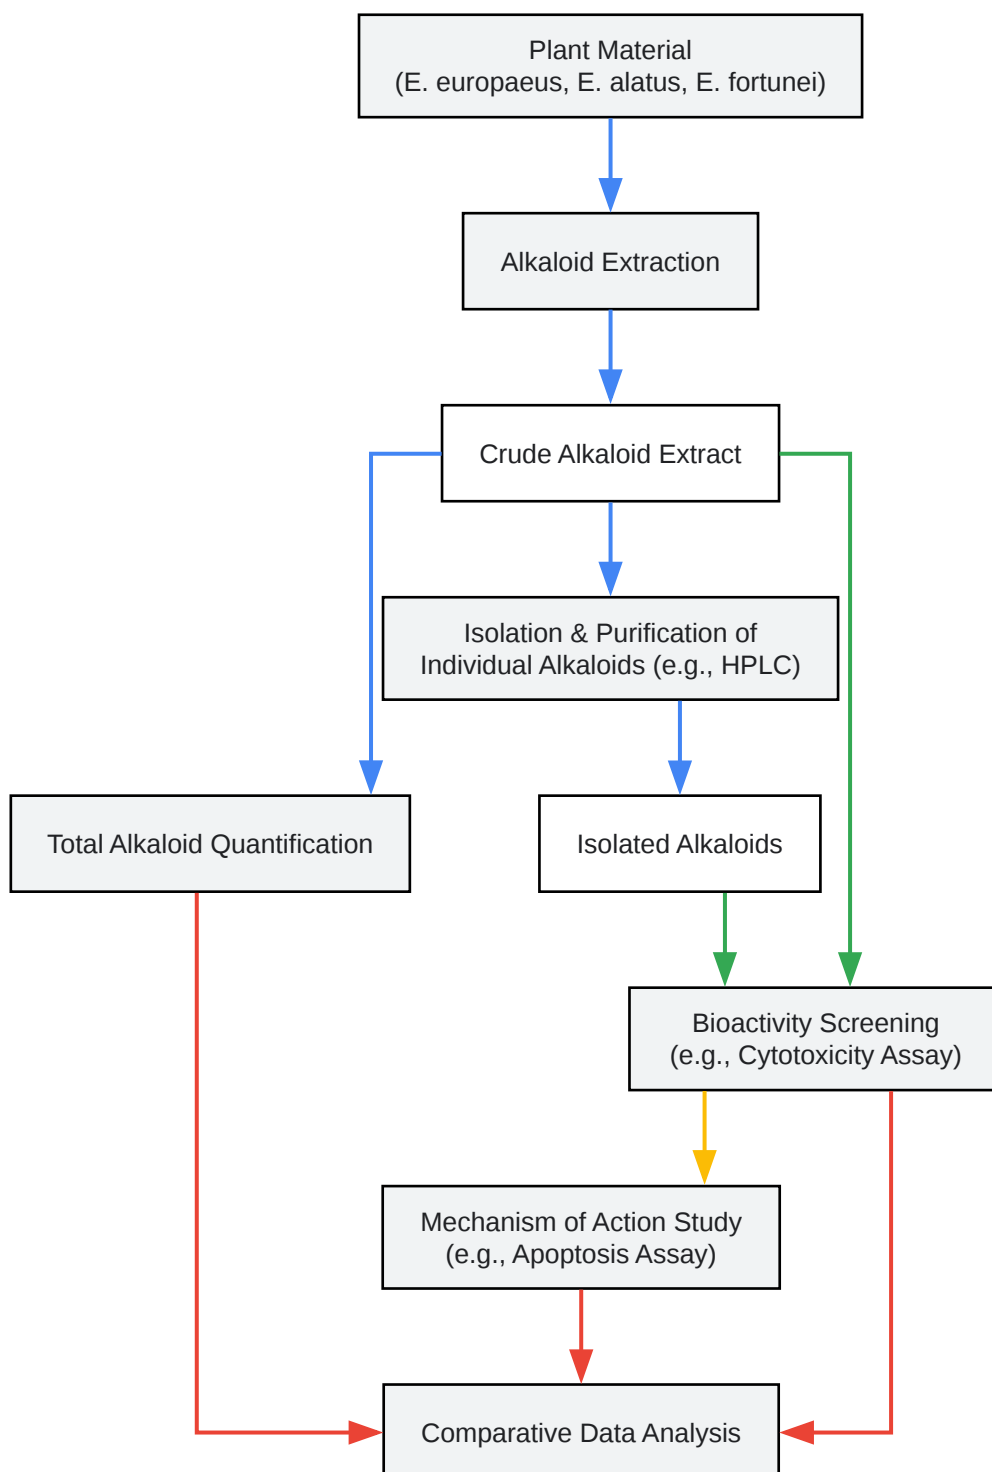 Plant Material
(E. europaeus, E. alatus, E. fortunei)
Alkaloid Extraction
Crude Alkaloid Extract
Isolation & Purification of
Individual Alkaloids (e.g., HPLC)
Total Alkaloid Quantification
Isolated Alkaloids
Bioactivity Screening
(e.g., Cytotoxicity Assay)
Mechanism of Action Study
(e.g., Apoptosis Assay)
Comparative Data Analysis